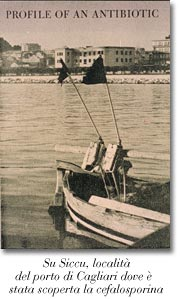 PROFILE OF AN ANTIBIOTIC
Su Siccu, località
del porto di Cagliari dove è
stata scoperta la cefalosporina